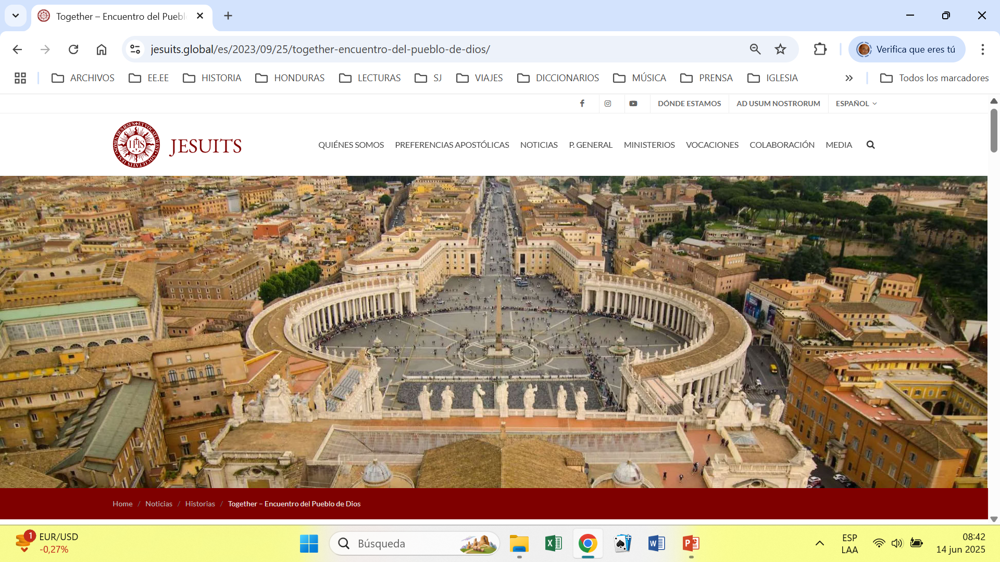 Together – Encuentro del Puebl
jesuits.global/es/2023/09/25/together-encuentro-del-pueblo-de-dios/
Verifica que eres tú
ARCHIVOS EE.EE HISTORIA HONDURAS LECTURAS SJ VIAJES DICCIONARIOS MÚSICA PRENSA IGLESIA » Todos los marcadores
DÓNDE ESTAMOS AD USUM NOSTRORUM ESPAÑOL
IHS
JESUITS
QUIÉNES SOMOS PREFERENCIAS APOSTÓLICAS NOTICIAS P. GENERAL MINISTERIOS VOCACIONES COLABORACIÓN MEDIA
Home / Noticias / Historias / Together – Encuentro del Pueblo de Dios
1
EUR/USD
-0,27%
Búsqueda
ESP
LAA
08:42
14 jun 2025